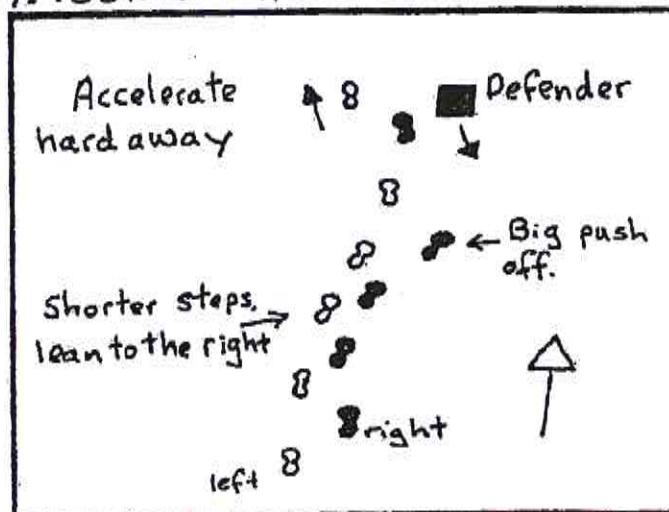 Accelerate
hard away
Defender
Big push
off.
Shorter steps,
lean to the right
right
left